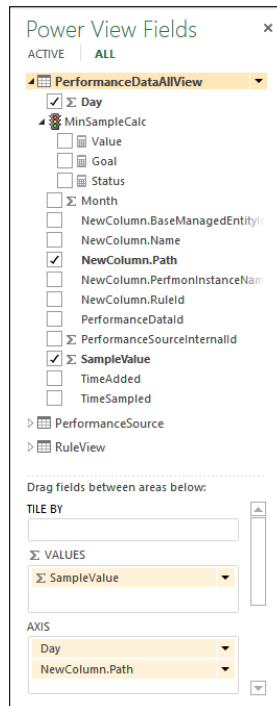 Power View Fields
ACTIVE ALL
PerformanceDataAllView
Σ Day
MinSampleCalc
Value
Goal
Status
Σ Month
NewColumn.BaseManagedEntity
NewColumn.Name
NewColumn.Path
NewColumn.PerfmonInstanceNam
NewColumn.RuleId
PerformanceDataId
Σ PerformanceSourceInternalId
Σ SampleValue
TimeAdded
TimeSampled
PerformanceSource
RuleView
Drag fields between areas below:
TILE BY
Σ VALUES
Σ SampleValue
AXIS
Day
NewColumn.Path